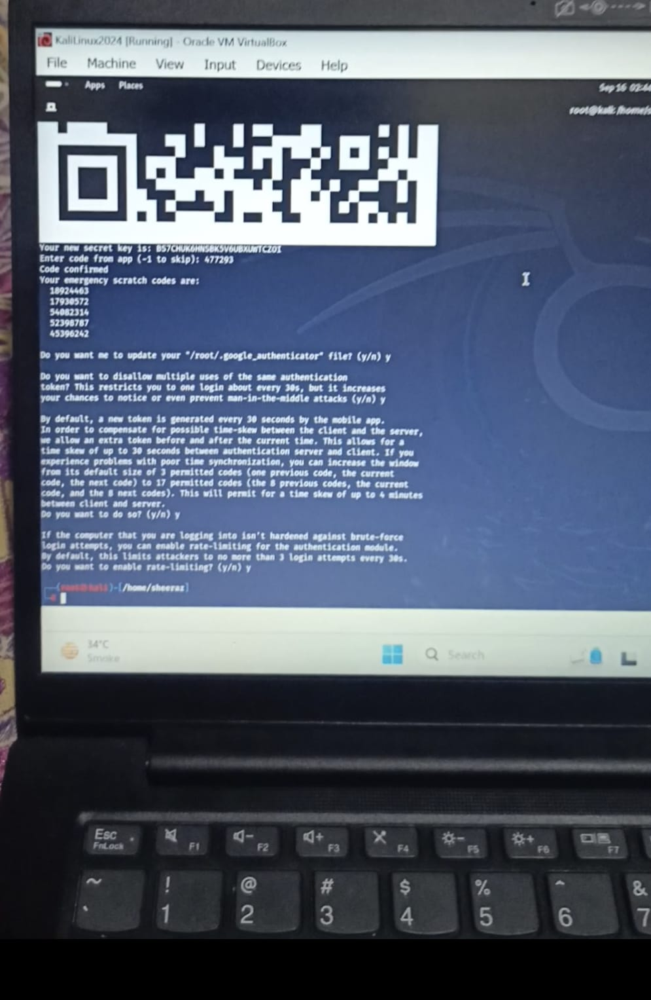 KaliLinux2024 [Running] - Oracle VM VirtualBox
File Machine View Input Devices Help
Apps Places
Sep 16 02:4
root@kali: /home/s
Your new secret key is:
Enter code from app (-1 to skip): 477293
Code confirmed
Your emergency scratch codes are:
18924463
17930572
54082314
52398787
45396242
Do you want me to update your "/root/.google_authenticator" file? (y/n) y
Do you want to disallow multiple uses of the same authentication
token? This restricts you to one login about every 30s, but it increases
your chances to notice or even prevent man-in-the-middle attacks (y/n) y
By default, a new token is generated every 30 seconds by the mobile app.
In order to compensate for possible time-skew between the client and the server,
we allow an extra token before and after the current time. This allows for a
time skew of up to 30 seconds between authentication server and client. If you
experience problems with poor time synchronization, you can increase the window
from its default size of 3 permitted codes (one previous code, the current
code, the next code) to 17 permitted codes (the 8 previous codes, the current
code, and the 8 next codes). This will permit for a time skew of up to 4 minutes
between client and server.
Do you want to do so? (y/n) y
If the computer that you are logging into isn't hardened against brute-force
login attempts, you can enable rate-limiting for the authentication module.
By default, this limits attackers to no more than 3 login attempts every 30s.
Do you want to enable rate-limiting? (y/n) y
(root@kali)-[/home/sheeraz]
#
34°C
Smoke
Search
Esc
FnLock
F1
F2
F3
F4
F5
F6
F7
~ ! @ # $ % ^ &
` 1 2 3 4 5 6 7